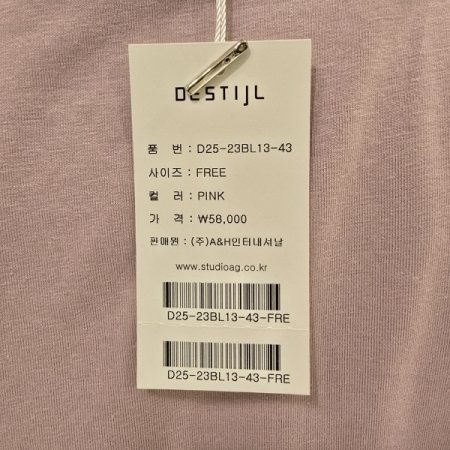 DESTIJL
품 번 : D25-23BL13-43
사이즈 : FREE
컬 러 : PINK
가 격 : ₩58,000
판매원 : (주)A&H인터내셔날
www.studioag.co.kr
D25-23BL13-43-FRE
D25-23BL13-43-FRE